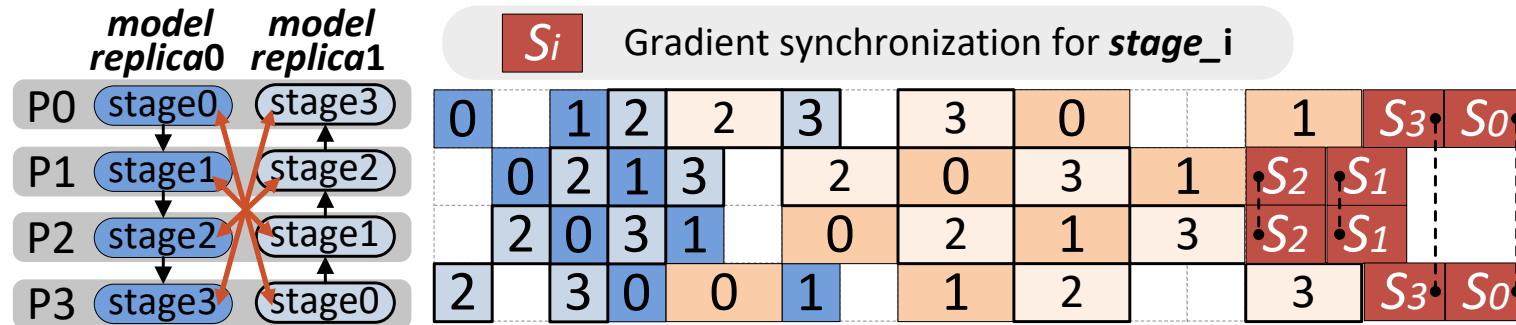 model model
replica0 replica1
Si Gradient synchronization for stage_i
P0 stage0 stage3 0 1 2 2 3 3 0 1 S3 S0
P1 stage1 stage2 0 2 1 3 2 0 3 1 S2 S1
P2 stage2 stage1 2 0 3 1 0 2 1 3 S2 S1
P3 stage3 stage0 2 3 0 0 1 1 2 3 S3 S0